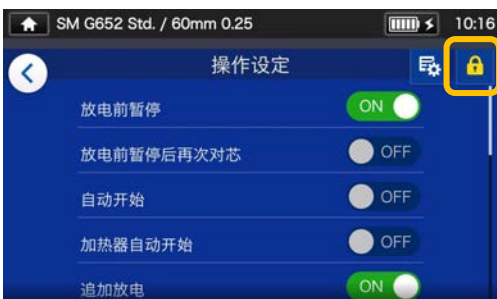 SM G652 Std. / 60mm 0.25 10:16
操作设定
放电前暂停 ON
放电前暂停后再次对芯 OFF
自动开始 OFF
加热器自动开始 OFF
追加放电 ON